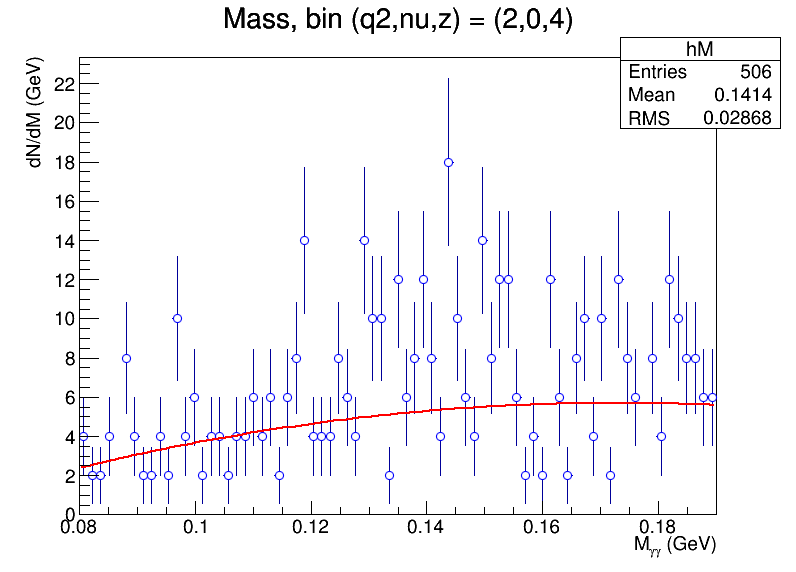 Mass, bin (q2,nu,z) = (2,0,4)
hM
Entries 506
Mean 0.1414
RMS 0.02868
dN/dM (GeV)
22
20
18
16
14
12
10
8
6
4
2
0
0.08 0.1 0.12 0.14 0.16 0.18
Mγγ (GeV)